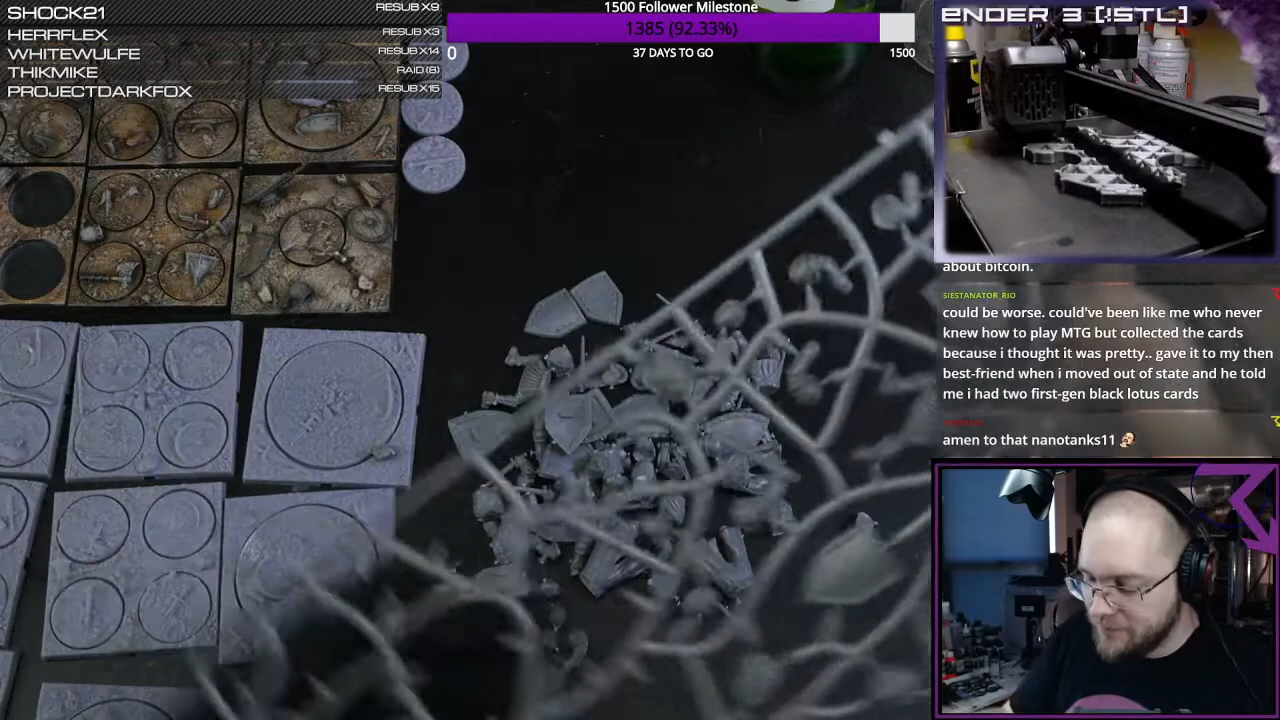 SHOCK21 RESUB X9
HERRFLEX RESUB X3
WHITEWULFE RESUB X14
THIKMIKE RAID (8)
PROJECTDARKFOX RESUB X15
1500 Follower Milestone
1385 (92.33%)
0 37 DAYS TO GO 1500
ENDER 3 [!STL]
about bitcoin.
SIESTANATOR_RIO
could be worse. could've been like me who never
knew how to play MTG but collected the cards
because i thought it was pretty.. gave it to my then
best-friend when i moved out of state and he told
me i had two first-gen black lotus cards
amen to that nanotanks11